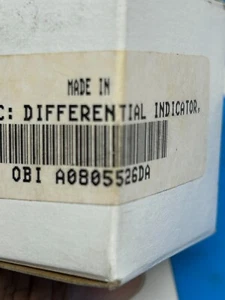 MADE IN
C: DIFFERENTIAL INDICATOR,
OBI A0805526DA